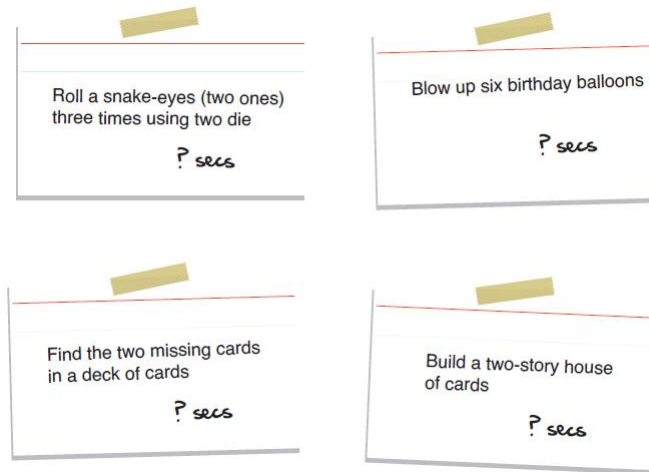 Roll a snake-eyes (two ones)
three times using two die
? secs
Blow up six birthday balloons
? secs
Find the two missing cards
in a deck of cards
? secs
Build a two-story house
of cards
? secs